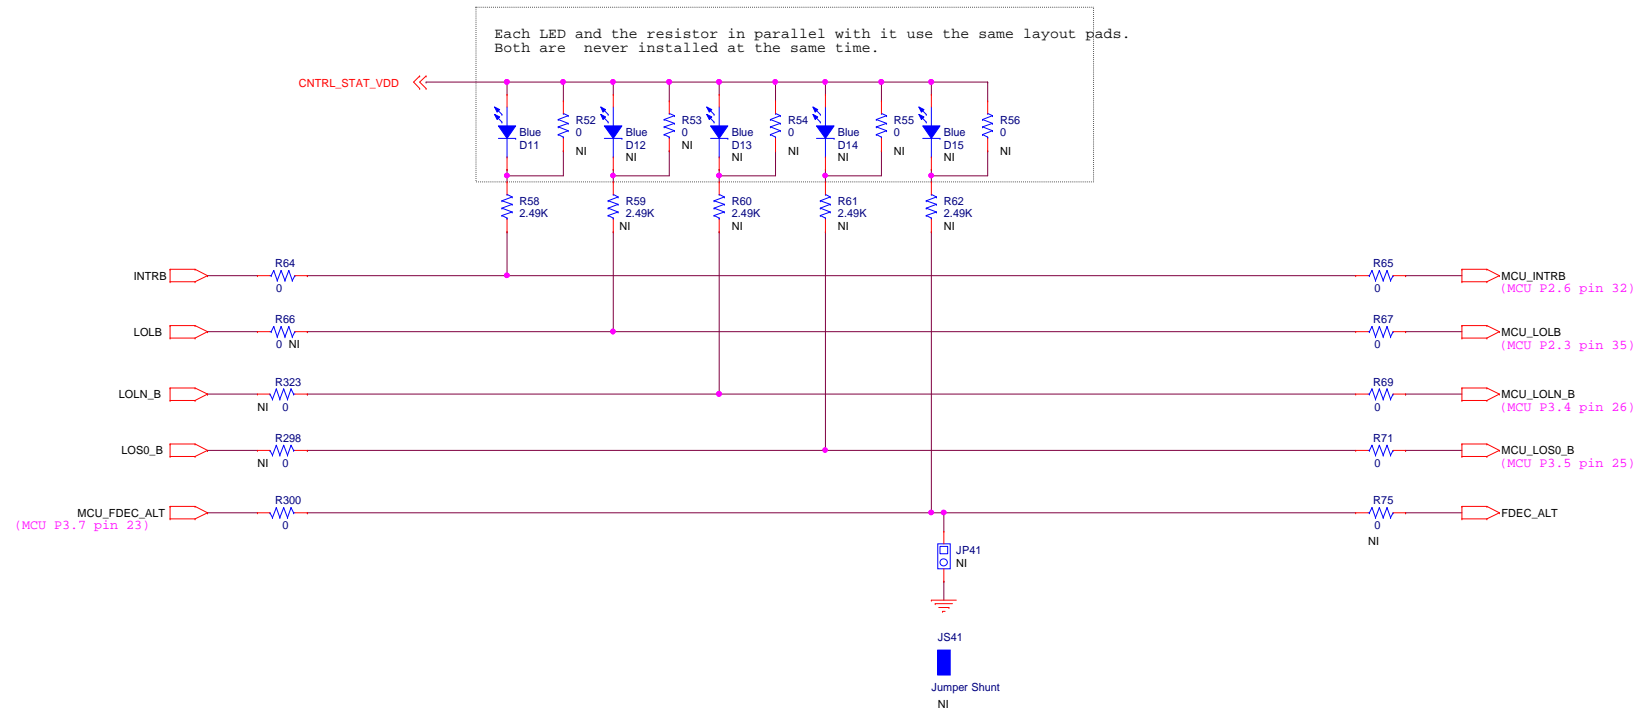 Each LED and the resistor in parallel with it use the same layout pads.
Both are  never installed at the same time.
CNTRL_STAT_VDD
R52
0
NI
R53
0
NI
R54
0
NI
R55
0
NI
R56
0
NI
Blue
D11
Blue
D12
NI
Blue
D13
NI
Blue
D14
NI
Blue
D15
NI
R58
2.49K
R59
2.49K
NI
R60
2.49K
NI
R61
2.49K
NI
R62
2.49K
NI
INTRB
R64
0
R65
0
MCU_INTRB
(MCU P2.6 pin 32)
LOLB
R66
0 NI
R67
0
MCU_LOLB
(MCU P2.3 pin 35)
LOLN_B
R323
NI 0
R69
0
MCU_LOLN_B
(MCU P3.4 pin 26)
LOS0_B
R298
NI 0
R71
0
MCU_LOS0_B
(MCU P3.5 pin 25)
MCU_FDEC_ALT
(MCU P3.7 pin 23)
R300
0
R75
0
NI
FDEC_ALT
JP41
NI
JS41
Jumper Shunt
NI